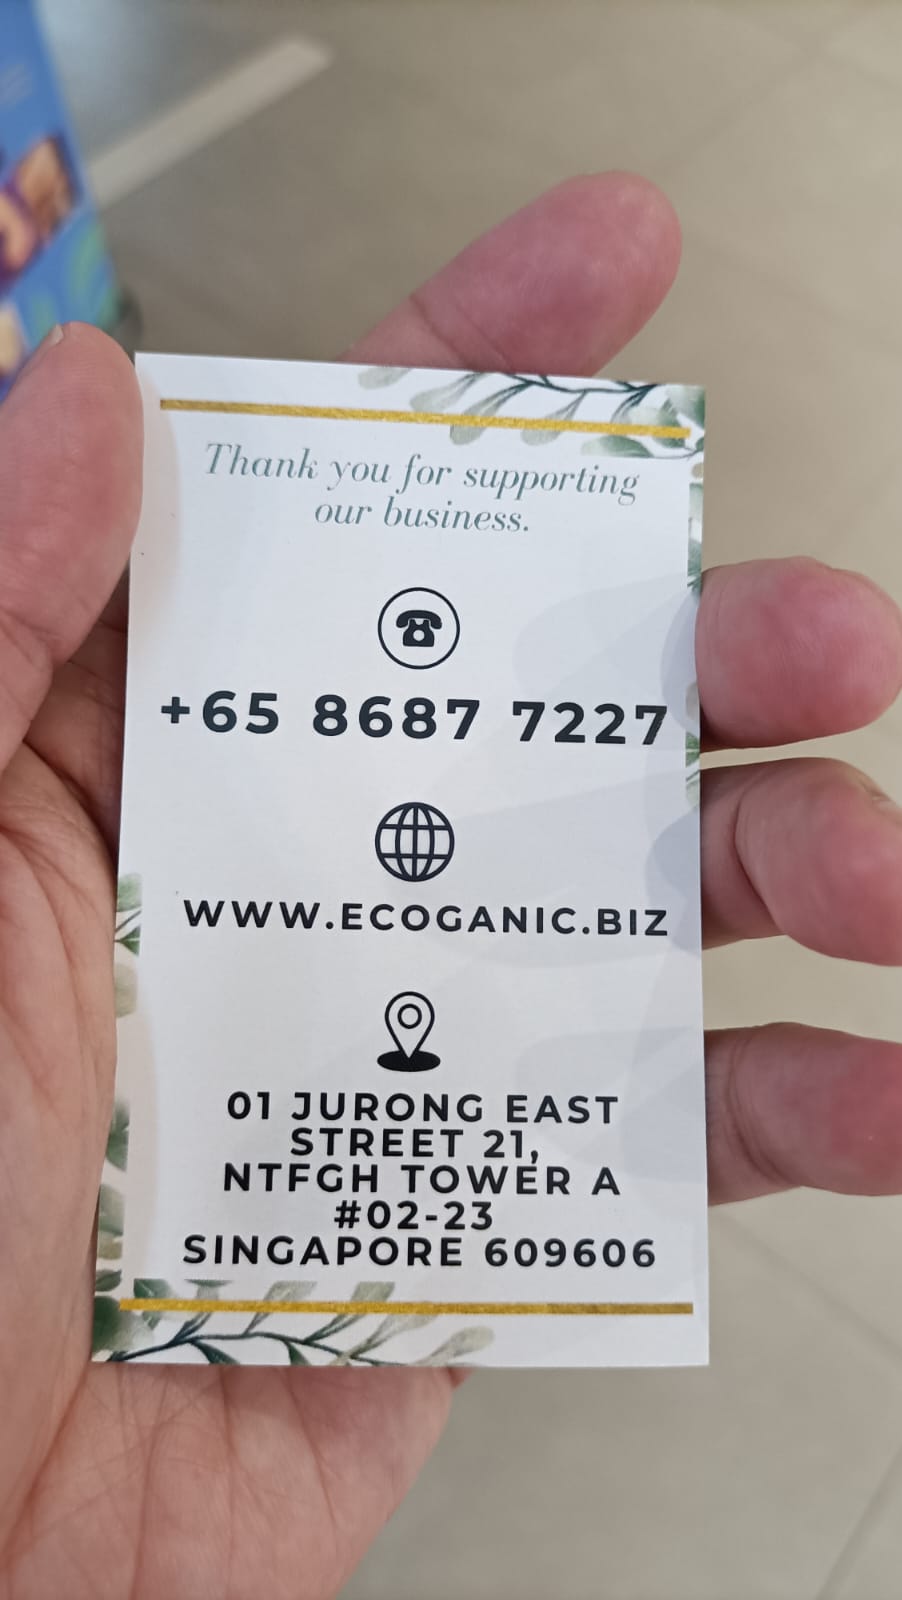 Thank you for supporting
our business.
+65 8687 7227
WWW.ECOGANIC.BIZ
01 JURONG EAST
STREET 21,
NTFGH TOWER A
#02-23
SINGAPORE 609606